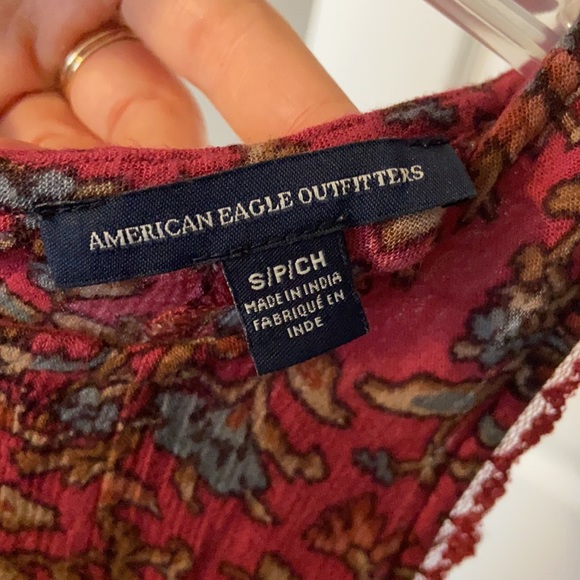 AMERICAN EAGLE OUTFITTERS
S/P/CH
MADE IN INDIA
FABRIQUÉ EN
INDE